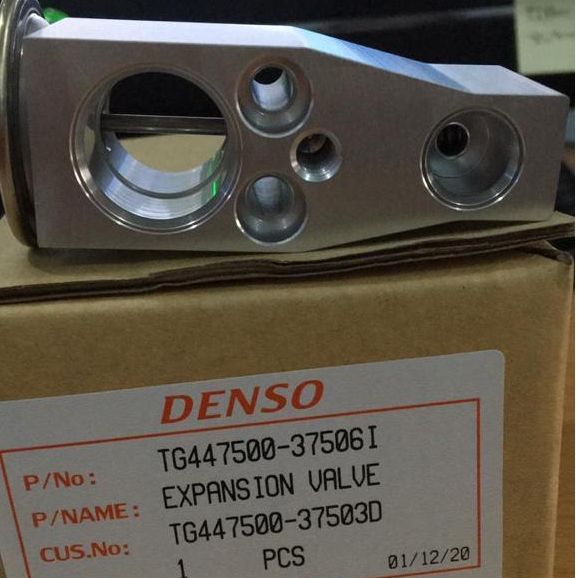 DENSO
P/No: TG447500-37506I
P/NAME: EXPANSION VALVE
CUS.No: TG447500-37503D
1 PCS 01/12/20